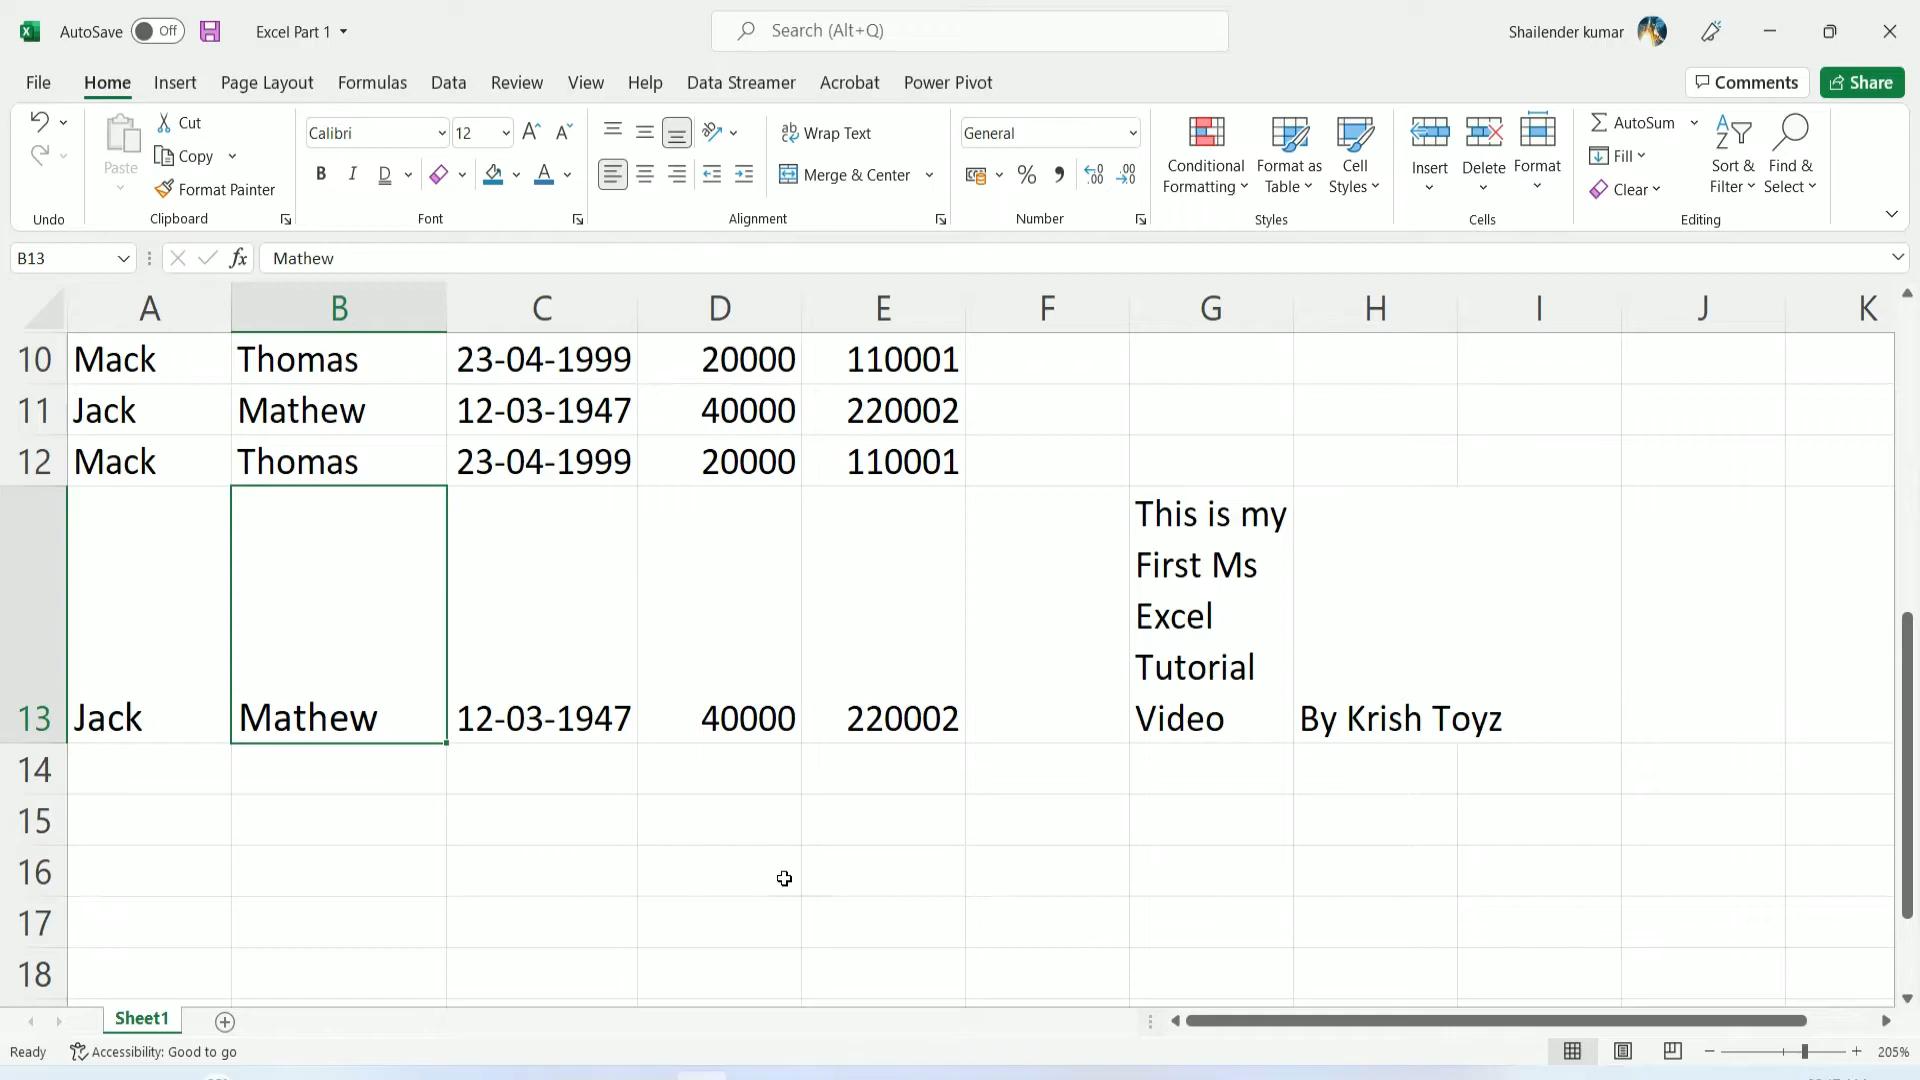 AutoSave Off Excel Part 1 Search (Alt+Q) Shailender kumar
File Home Insert Page Layout Formulas Data Review View Help Data Streamer Acrobat Power Pivot Comments Share
Paste Cut Copy Format Painter
Calibri 12
B I D A
ab Wrap Text
Merge & Center
General
% 9
Conditional Formatting
Format as Table
Cell Styles
Insert Delete Format
AutoSum
Fill
Clear
Sort & Filter
Find & Select
Undo Clipboard Font Alignment Number Styles Cells Editing
B13 fx Mathew
A B C D E F G H I J K
10 Mack Thomas 23-04-1999 20000 110001
11 Jack Mathew 12-03-1947 40000 220002
12 Mack Thomas 23-04-1999 20000 110001
This is my
First Ms
Excel
Tutorial
13 Jack Mathew 12-03-1947 40000 220002 Video By Krish Toyz
14
15
16
17
18
Sheet1
Ready Accessibility: Good to go 205%